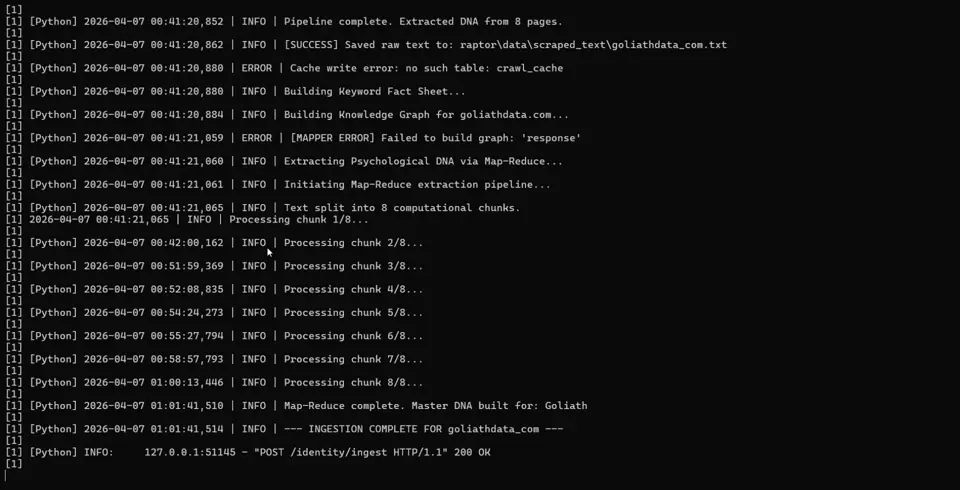 [1]
[1] [Python] 2026-04-07 00:41:20,852 | INFO | Pipeline complete. Extracted DNA from 8 pages.
[1]
[1] [Python] 2026-04-07 00:41:20,862 | INFO | [SUCCESS] Saved raw text to: raptor\data\scraped_text\goliathdata_com.txt
[1]
[1] [Python] 2026-04-07 00:41:20,880 | ERROR | Cache write error: no such table: crawl_cache
[1]
[1] [Python] 2026-04-07 00:41:20,880 | INFO | Building Keyword Fact Sheet...
[1]
[1] [Python] 2026-04-07 00:41:20,884 | INFO | Building Knowledge Graph for goliathdata.com...
[1]
[1] [Python] 2026-04-07 00:41:21,059 | ERROR | [MAPPER ERROR] Failed to build graph: 'response'
[1]
[1] [Python] 2026-04-07 00:41:21,060 | INFO | Extracting Psychological DNA via Map-Reduce...
[1]
[1] [Python] 2026-04-07 00:41:21,061 | INFO | Initiating Map-Reduce extraction pipeline...
[1]
[1] [Python] 2026-04-07 00:41:21,065 | INFO | Text split into 8 computational chunks.
[1] 2026-04-07 00:41:21,065 | INFO | Processing chunk 1/8...
[1]
[1] [Python] 2026-04-07 00:42:00,162 | INFO | Processing chunk 2/8...
[1]
[1] [Python] 2026-04-07 00:51:59,369 | INFO | Processing chunk 3/8...
[1]
[1] [Python] 2026-04-07 00:52:08,835 | INFO | Processing chunk 4/8...
[1]
[1] [Python] 2026-04-07 00:54:24,273 | INFO | Processing chunk 5/8...
[1]
[1] [Python] 2026-04-07 00:55:27,794 | INFO | Processing chunk 6/8...
[1]
[1] [Python] 2026-04-07 00:58:57,793 | INFO | Processing chunk 7/8...
[1]
[1] [Python] 2026-04-07 01:00:13,446 | INFO | Processing chunk 8/8...
[1]
[1] [Python] 2026-04-07 01:01:41,510 | INFO | Map-Reduce complete. Master DNA built for: Goliath
[1]
[1] [Python] 2026-04-07 01:01:41,514 | INFO | --- INGESTION COMPLETE FOR goliathdata_com ---
[1]
[1] [Python] INFO:     127.0.0.1:51145 - "POST /identity/ingest HTTP/1.1" 200 OK
[1]